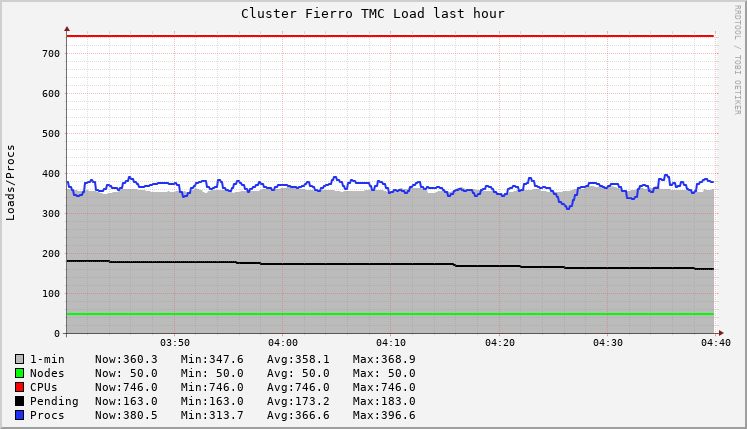 Cluster Fierro TMC Load last hour
RRDTOOL / TOBI OETIKER
Loads/Procs
700
600
500
400
300
200
100
0
03:50 04:00 04:10 04:20 04:30 04:40
1-min Now:360.3 Min:347.6 Avg:358.1 Max:368.9
Nodes Now: 50.0 Min: 50.0 Avg: 50.0 Max: 50.0
CPUs Now:746.0 Min:746.0 Avg:746.0 Max:746.0
Pending Now:163.0 Min:163.0 Avg:173.2 Max:183.0
Procs Now:380.5 Min:313.7 Avg:366.6 Max:396.6